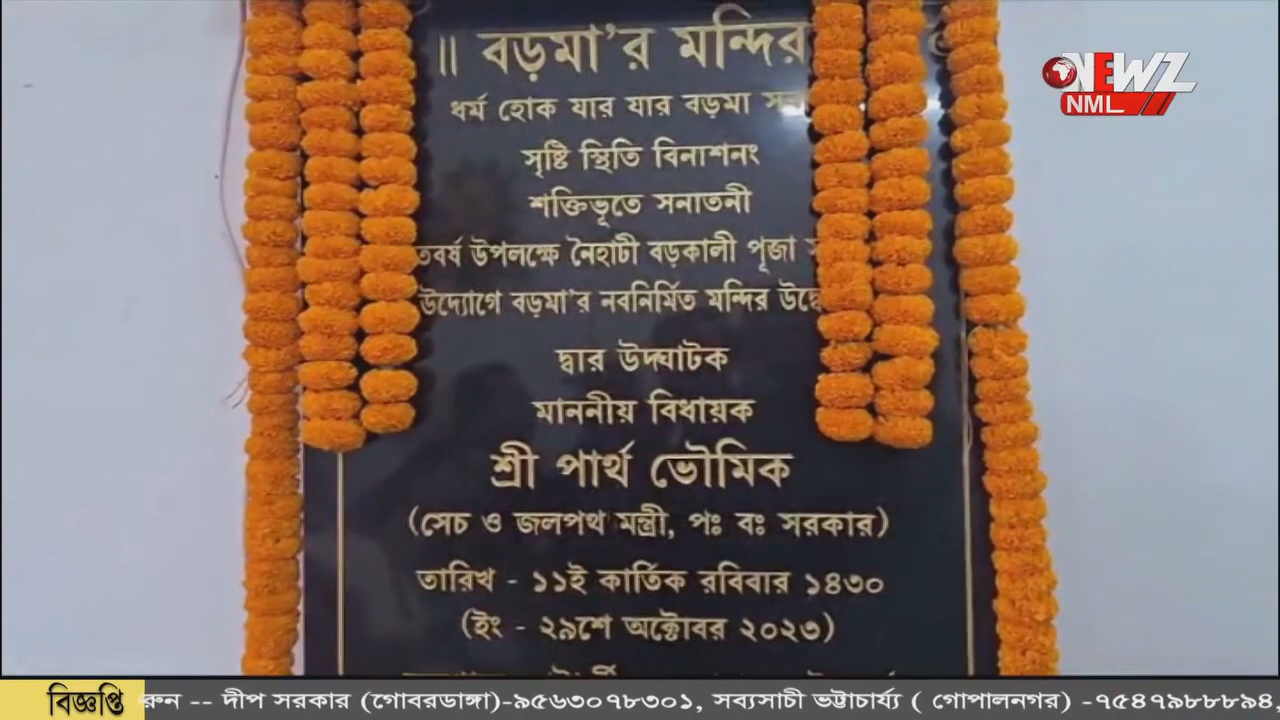 ॥ বড়মা'র মন্দির
ধর্ম হোক যার যার বড়মা
সৃষ্টি স্থিতি বিনাশনং
শক্তিভূতে সনাতনী
তবর্ষ উপলক্ষে নৈহাটী বড়কালী পূজা
উদ্যোগে বড়মা'র নবনির্মিত মন্দির
দ্বার উদ্ঘাটক
মাননীয় বিধায়ক
শ্রী পার্থ ভৌমিক
(সেচ ও জলপথ মন্ত্রী, পঃ বঃ সরকার)
তারিখ - ১১ই কার্তিক রবিবার ১৪৩০
(ইং - ২৯শে অক্টোবর ২০২৩)
NEWZ
NML
বিজ্ঞপ্তি
রুন -- দীপ সরকার (গোবরডাঙ্গা)-৯৫৬৩০৭৮৩০১, সব্যসাচী ভট্টাচার্য্য ( গোপালনগর) -৭৫৪৭৯৮৮৮৯৪,